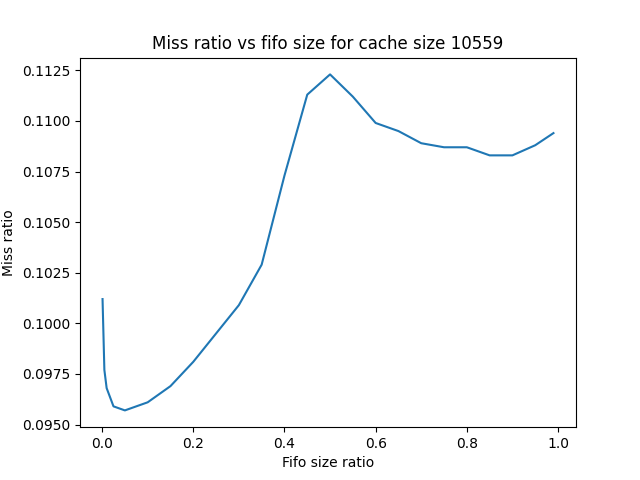 Miss ratio vs fifo size for cache size 10559
0.1125
0.1100
0.1075
0.1050
0.1025
0.1000
0.0975
0.0950
Miss ratio
0.0 0.2 0.4 0.6 0.8 1.0
Fifo size ratio